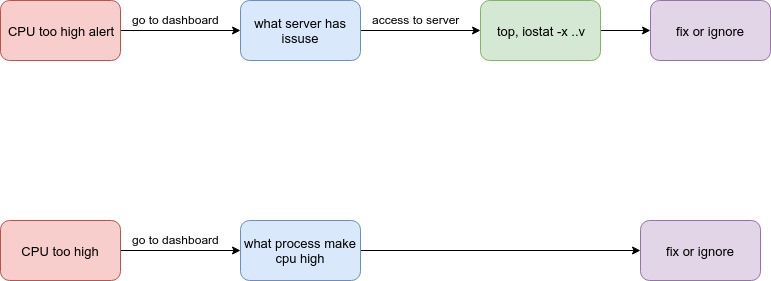 CPU too high alert
go to dashboard
what server has
issuse
access to server
top, iostat -x ..v
fix or ignore
CPU too high
go to dashboard
what process make
cpu high
fix or ignore